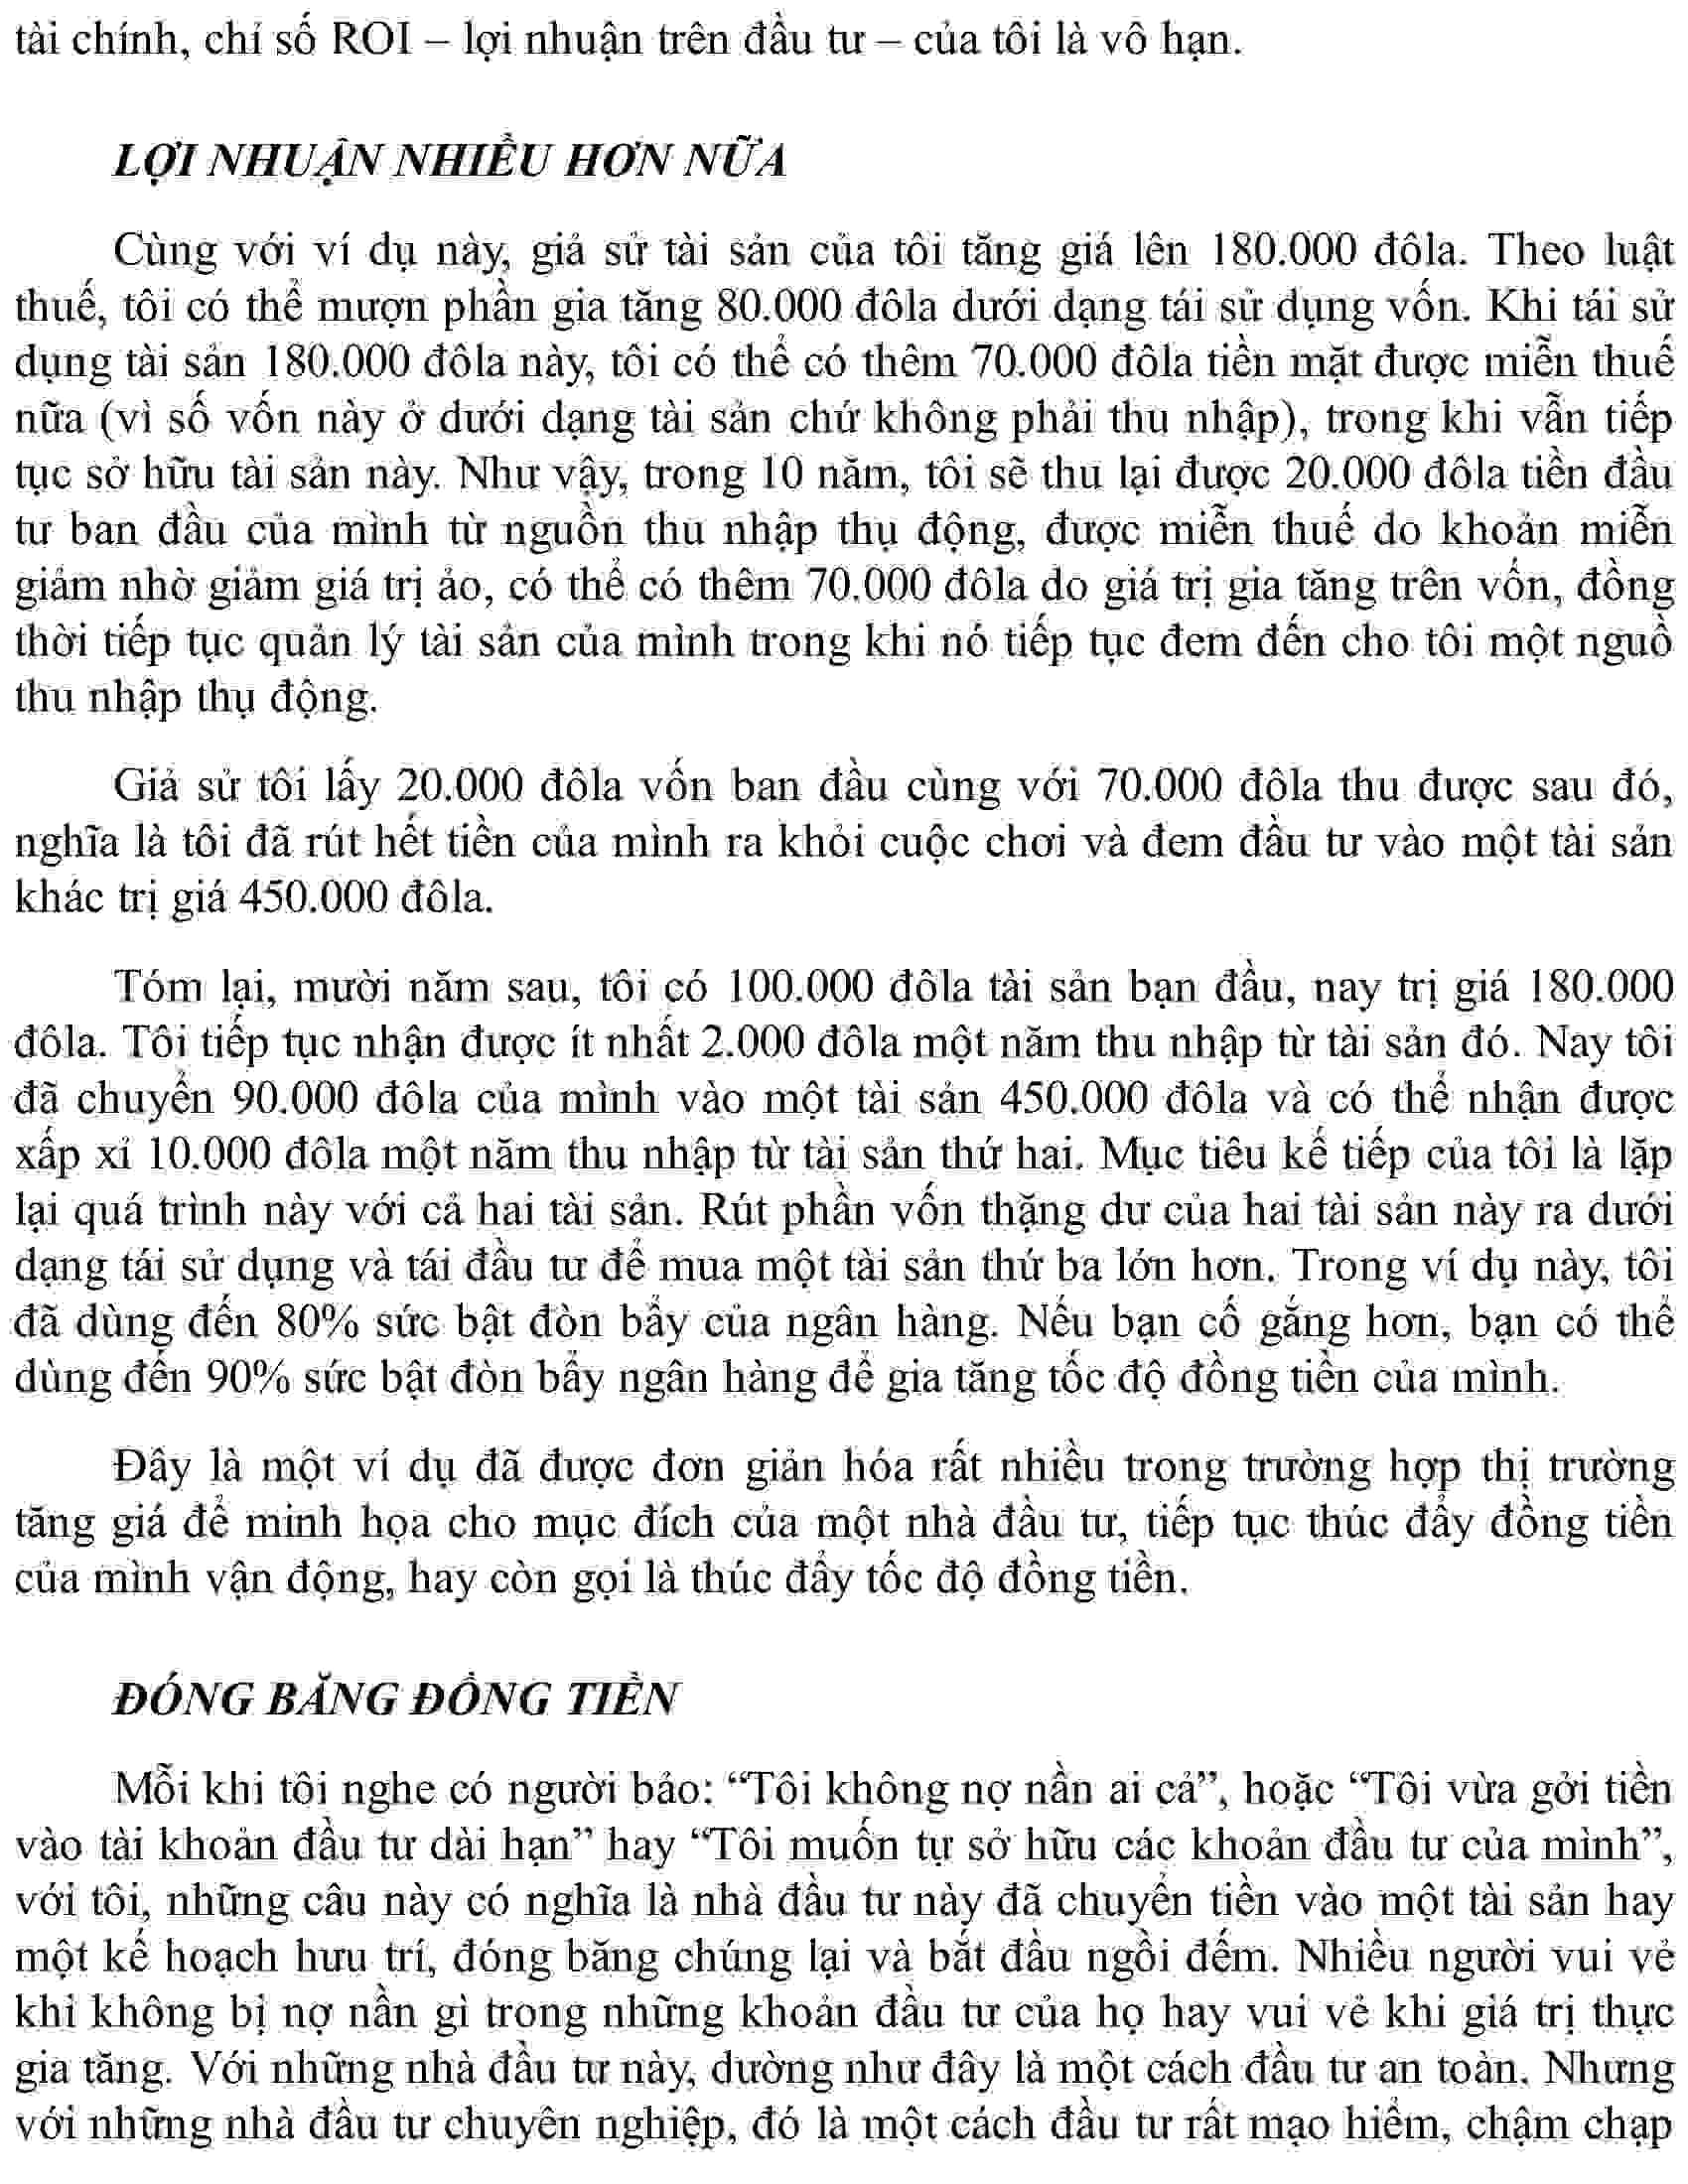 tài chính, chỉ số ROI – lợi nhuận trên đầu tư – của tôi là vô hạn.
LỢI NHUẬN NHIỀU HƠN NỮA
Cùng với ví dụ này, giả sử tài sản của tôi tăng giá lên 180.000 đôla. Theo luật
thuế, tôi có thể mượn phần gia tăng 80.000 đôla dưới dạng tái sử dụng vốn. Khi tái sử
dụng tài sản 180.000 đôla này, tôi có thể có thêm 70.000 đôla tiền mặt được miễn thuế
nữa (vì số vốn này ở dưới dạng tài sản chứ không phải thu nhập), trong khi vẫn tiếp
tục sở hữu tài sản này. Như vậy, trong 10 năm, tôi sẽ thu lại được 20.000 đôla tiền đầu
tư ban đầu của mình từ nguồn thu nhập thụ động, được miễn thuế do khoản miễn
giảm nhờ giảm giá trị ảo, có thể có thêm 70.000 đôla do giá trị gia tăng trên vốn, đồng
thời tiếp tục quản lý tài sản của mình trong khi nó tiếp tục đem đến cho tôi một nguồ
thu nhập thụ động.
Giả sử tôi lấy 20.000 đôla vốn ban đầu cùng với 70.000 đôla thu được sau đó,
nghĩa là tôi đã rút hết tiền của mình ra khỏi cuộc chơi và đem đầu tư vào một tài sản
khác trị giá 450.000 đôla.
Tóm lại, mười năm sau, tôi có 100.000 đôla tài sản bạn đầu, nay trị giá 180.000
đôla. Tôi tiếp tục nhận được ít nhất 2.000 đôla một năm thu nhập từ tài sản đó. Nay tôi
đã chuyển 90.000 đôla của mình vào một tài sản 450.000 đôla và có thể nhận được
xấp xỉ 10.000 đôla một năm thu nhập từ tài sản thứ hai. Mục tiêu kế tiếp của tôi là lặp
lại quá trình này với cả hai tài sản. Rút phần vốn thặng dư của hai tài sản này ra dưới
dạng tái sử dụng và tái đầu tư để mua một tài sản thứ ba lớn hơn. Trong ví dụ này, tôi
đã dùng đến 80% sức bật đòn bẩy của ngân hàng. Nếu bạn cố gắng hơn, bạn có thể
dùng đến 90% sức bật đòn bẩy ngân hàng để gia tăng tốc độ đồng tiền của mình.
Đây là một ví dụ đã được đơn giản hóa rất nhiều trong trường hợp thị trường
tăng giá để minh họa cho mục đích của một nhà đầu tư, tiếp tục thúc đẩy đồng tiền
của mình vận động, hay còn gọi là thúc đẩy tốc độ đồng tiền.
ĐÓNG BĂNG ĐỒNG TIỀN
Mỗi khi tôi nghe có người bảo: “Tôi không nợ nần ai cả”, hoặc “Tôi vừa gởi tiền
vào tài khoản đầu tư dài hạn” hay “Tôi muốn tự sở hữu các khoản đầu tư của mình”,
với tôi, những câu này có nghĩa là nhà đầu tư này đã chuyển tiền vào một tài sản hay
một kế hoạch hưu trí, đóng băng chúng lại và bắt đầu ngồi đếm. Nhiều người vui vẻ
khi không bị nợ nần gì trong những khoản đầu tư của họ hay vui vẻ khi giá trị thực
gia tăng. Với những nhà đầu tư này, dường như đây là một cách đầu tư an toàn. Nhưng
với những nhà đầu tư chuyên nghiệp, đó là một cách đầu tư rất mạo hiểm, chậm chạp